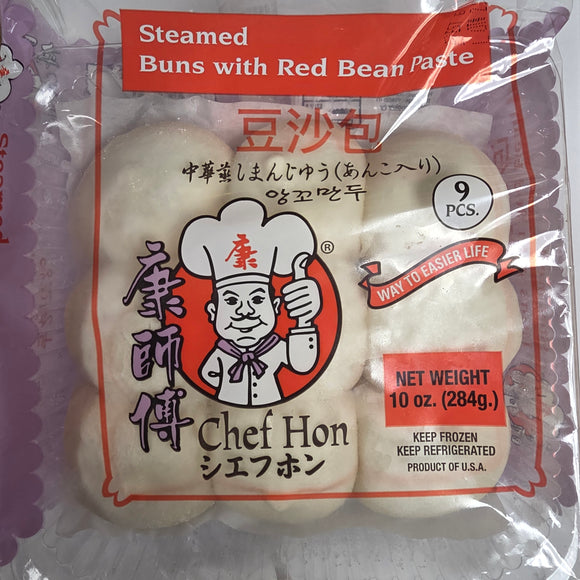 Steamed
Buns with Red Bean Paste
豆沙包
中華蒸しまんじゅう(あんこ入り)
앙꼬만두
9
PCS.
康
®
WAY TO EASIER LIFE
康師傅
Chef Hon
シェフホン
NET WEIGHT
10 oz. (284g.)
KEEP FROZEN
KEEP REFRIGERATED
PRODUCT OF U.S.A.
Steamed